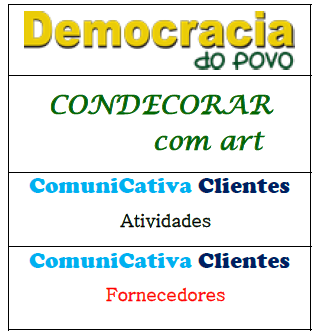 Democracia
do POVO
CONDECORAR
com art
ComuniCativa Clientes
Atividades
ComuniCativa Clientes
Fornecedores